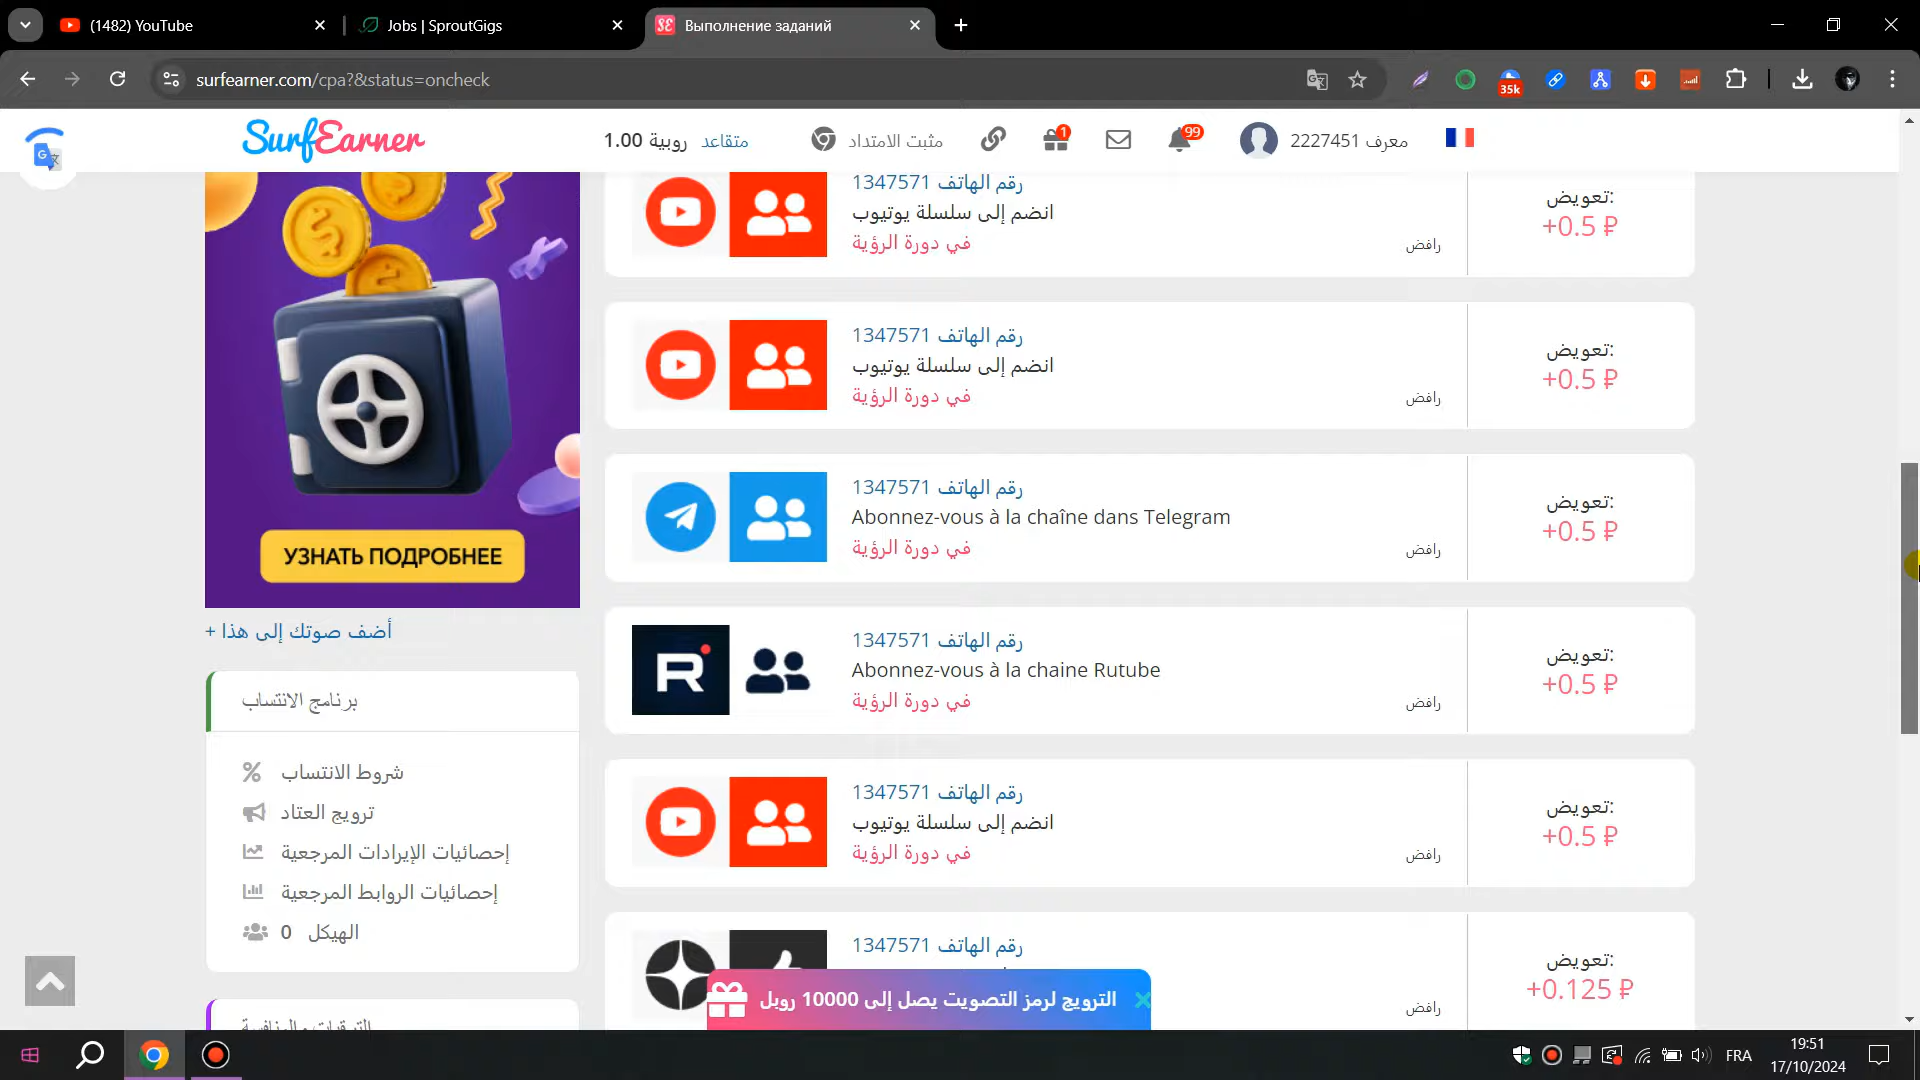 (1482) YouTube
Jobs | SproutGigs
Выполнение заданий
surfearner.com/cpa?&status=oncheck
35k
SurfEarner
1.00 روبية
متقاعد
مثبت الامتداد
1
99
معرف 2227451
رقم الهاتف 1347571
انضم إلى سلسلة يوتيوب
في دورة الرؤية
رافض
تعويض:
+0.5 ₽
رقم الهاتف 1347571
انضم إلى سلسلة يوتيوب
في دورة الرؤية
رافض
تعويض:
+0.5 ₽
رقم الهاتف 1347571
Abonnez-vous à la chaîne dans Telegram
في دورة الرؤية
رافض
تعويض:
+0.5 ₽
رقم الهاتف 1347571
Abonnez-vous à la chaine Rutube
في دورة الرؤية
رافض
تعويض:
+0.5 ₽
رقم الهاتف 1347571
انضم إلى سلسلة يوتيوب
في دورة الرؤية
رافض
تعويض:
+0.5 ₽
رقم الهاتف 1347571
رافض
تعويض:
+0.125 ₽
УЗНАТЬ ПОДРОБНЕЕ
أضف صوتك إلى هذا +
برنامج الانتساب
شروط الانتساب
ترويج العتاد
إحصائيات الإيرادات المرجعية
إحصائيات الروابط المرجعية
الهيكل 0
الترويج لرمز التصويت يصل إلى 10000 روبل
FRA
19:51
17/10/2024